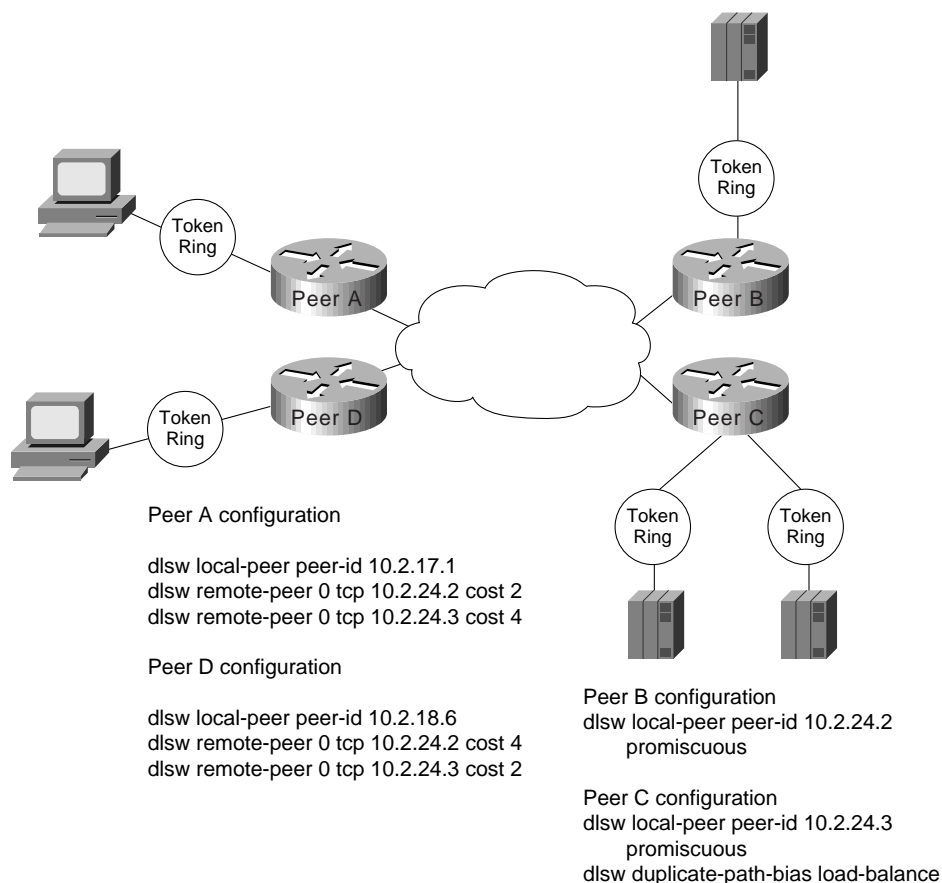 Token
Ring
Token
Ring
Peer A
Peer B
Token
Ring
Peer D
Peer C
Token
Ring
Token
Ring
Peer A configuration
dlsw local-peer peer-id 10.2.17.1
dlsw remote-peer 0 tcp 10.2.24.2 cost 2
dlsw remote-peer 0 tcp 10.2.24.3 cost 4
Peer D configuration
dlsw local-peer peer-id 10.2.18.6
dlsw remote-peer 0 tcp 10.2.24.2 cost 4
dlsw remote-peer 0 tcp 10.2.24.3 cost 2
Peer B configuration
dlsw local-peer peer-id 10.2.24.2
promiscuous
Peer C configuration
dlsw local-peer peer-id 10.2.24.3
promiscuous
dlsw duplicate-path-bias load-balance